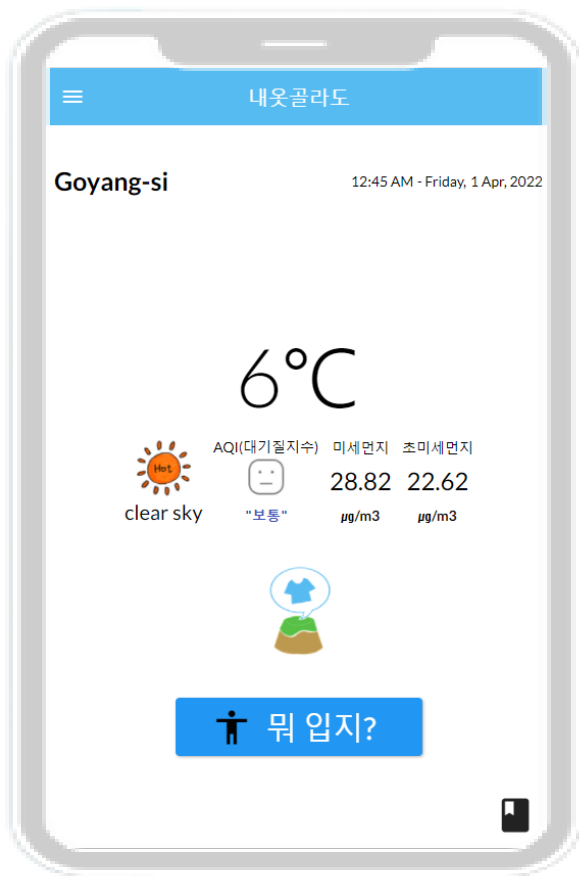 내옷골라도
Goyang-si
12:45 AM - Friday, 1 Apr, 2022
6°C
AQI(대기질지수) 미세먼지 초미세먼지
Hot
28.82 22.62
clear sky "보통" μg/m3 μg/m3
뭐 입지?